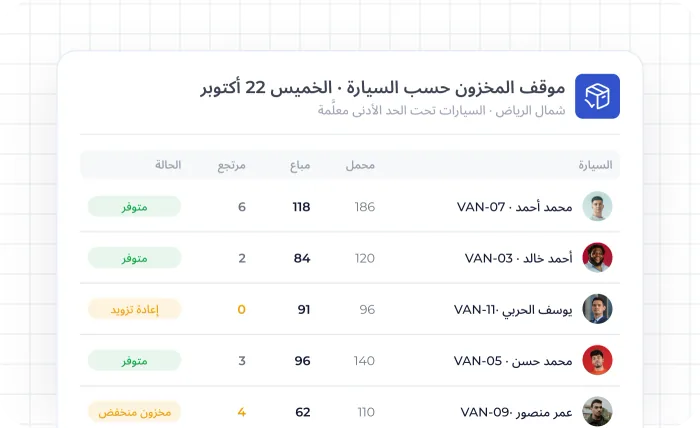 موقف المخزون حسب السيارة · الخميس 22 أكتوبر
شمال الرياض · السيارات تحت الحد الأدنى معلَّمة
السيارة محمل مباع مرتجع الحالة
محمد أحمد · VAN-07 186 118 6 متوفر
أحمد خالد · VAN-03 120 84 2 متوفر
يوسف الحربي ·VAN-11 96 91 0 إعادة تزويد
محمد حسن · VAN-05 140 96 3 متوفر
عمر منصور ·VAN-09 110 62 4 مخزون منخفض